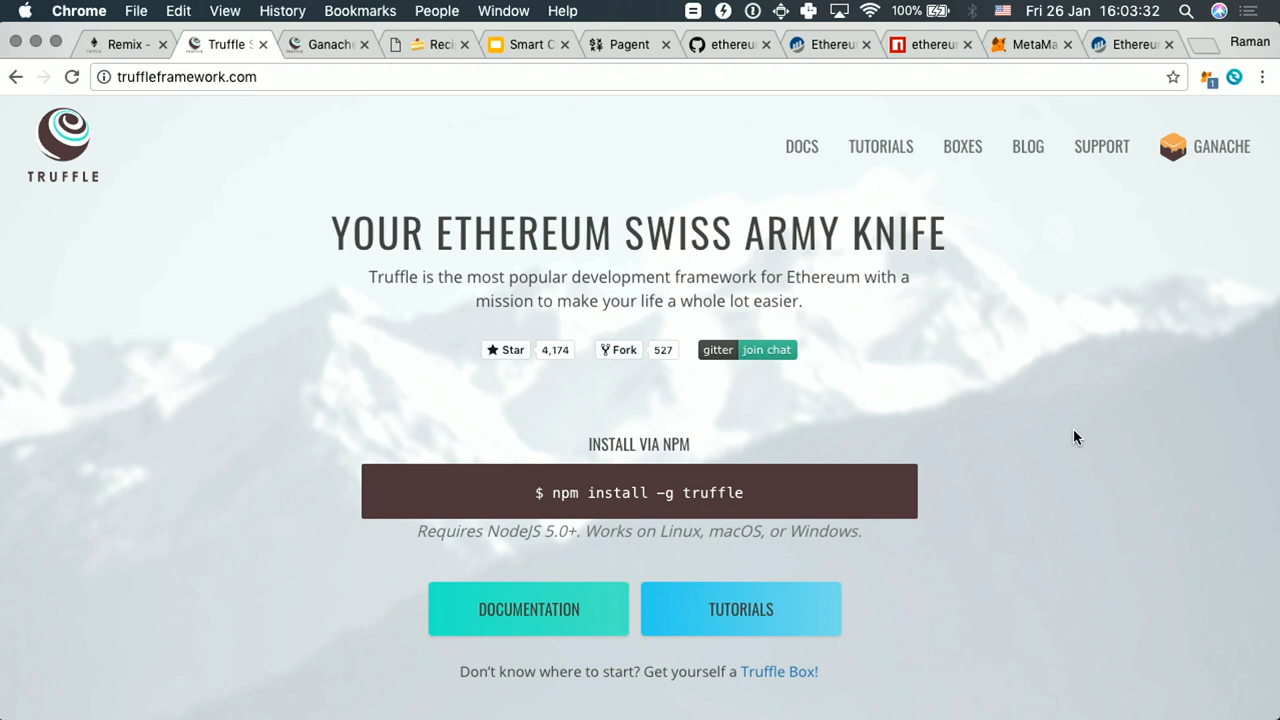 Chrome File Edit View History Bookmarks People Window Help 100% Fri 26 Jan 16:03:32
Remix - Truffle S Ganache Reci Smart C Pagent ethereu Ethereu ethereu MetaMa Ethereu Raman
truffleframework.com 1
TRUFFLE
DOCS TUTORIALS BOXES BLOG SUPPORT GANACHE
YOUR ETHEREUM SWISS ARMY KNIFE
Truffle is the most popular development framework for Ethereum with a
mission to make your life a whole lot easier.
Star 4,174 Fork 527 gitter join chat
INSTALL VIA NPM
$ npm install -g truffle
Requires NodeJS 5.0+. Works on Linux, macOS, or Windows.
DOCUMENTATION TUTORIALS
Don't know where to start? Get yourself a Truffle Box!